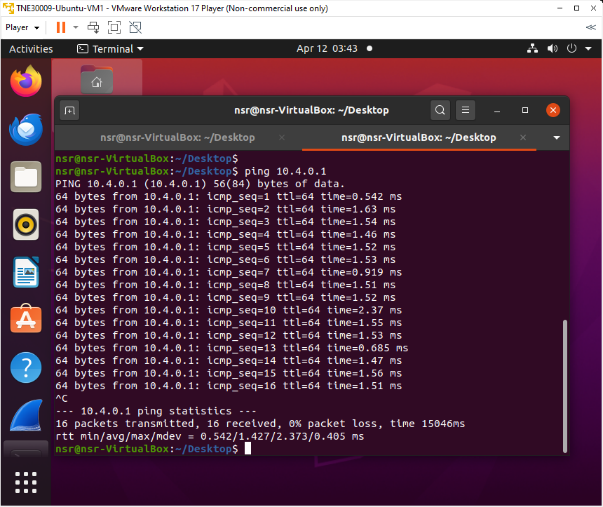 TNE30009-Ubuntu-VM1 - VMware Workstation 17 Player (Non-commercial use only)
Player
Activities Terminal Apr 12 03:43
nsr@nsr-VirtualBox: ~/Desktop
nsr@nsr-VirtualBox: ~/Desktop nsr@nsr-VirtualBox: ~/Desktop
nsr@nsr-VirtualBox:~/Desktop$
nsr@nsr-VirtualBox:~/Desktop$ ping 10.4.0.1
PING 10.4.0.1 (10.4.0.1) 56(84) bytes of data.
64 bytes from 10.4.0.1: icmp_seq=1 ttl=64 time=0.542 ms
64 bytes from 10.4.0.1: icmp_seq=2 ttl=64 time=1.63 ms
64 bytes from 10.4.0.1: icmp_seq=3 ttl=64 time=1.54 ms
64 bytes from 10.4.0.1: icmp_seq=4 ttl=64 time=1.46 ms
64 bytes from 10.4.0.1: icmp_seq=5 ttl=64 time=1.52 ms
64 bytes from 10.4.0.1: icmp_seq=6 ttl=64 time=1.53 ms
64 bytes from 10.4.0.1: icmp_seq=7 ttl=64 time=0.919 ms
64 bytes from 10.4.0.1: icmp_seq=8 ttl=64 time=1.51 ms
64 bytes from 10.4.0.1: icmp_seq=9 ttl=64 time=1.52 ms
64 bytes from 10.4.0.1: icmp_seq=10 ttl=64 time=2.37 ms
64 bytes from 10.4.0.1: icmp_seq=11 ttl=64 time=1.55 ms
64 bytes from 10.4.0.1: icmp_seq=12 ttl=64 time=1.53 ms
64 bytes from 10.4.0.1: icmp_seq=13 ttl=64 time=0.685 ms
64 bytes from 10.4.0.1: icmp_seq=14 ttl=64 time=1.47 ms
64 bytes from 10.4.0.1: icmp_seq=15 ttl=64 time=1.56 ms
64 bytes from 10.4.0.1: icmp_seq=16 ttl=64 time=1.51 ms
^C
--- 10.4.0.1 ping statistics ---
16 packets transmitted, 16 received, 0% packet loss, time 15046ms
rtt min/avg/max/mdev = 0.542/1.427/2.373/0.405 ms
nsr@nsr-VirtualBox:~/Desktop$